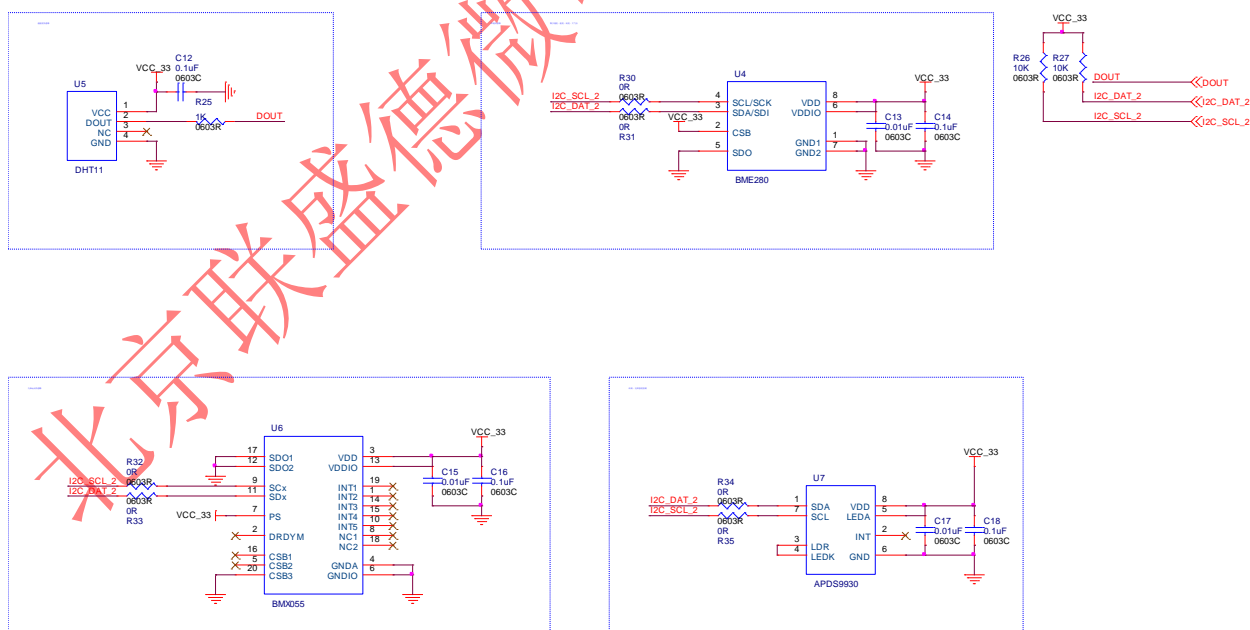 VCC_33
C12
0.1uF
0603C
U5
1
VCC
2
DOUT
3
NC
4
GND
DHT11
R25
1K
0603R
DOUT
R30
0R
0603R
I2C_SCL_2
I2C_DAT_2
0603R
0R
R31
VCC_33
U4
4
SCL/SCK
3
SDA/SDI
2
CSB
5
SDO
8
VDD
6
VDDIO
1
GND1
7
GND2
BME280
VCC_33
C13
0.01uF
0603C
C14
0.1uF
0603C
VCC_33
R26
10K
0603R
R27
10K
0603R
DOUT
DOUT
I2C_DAT_2
I2C_DAT_2
I2C_SCL_2
I2C_SCL_2
北京联盛德微
U6
17
SDO1
12
SDO2
9
SCx
11
SDx
7
PS
2
DRDYM
16
CSB1
5
CSB2
20
CSB3
3
VDD
13
VDDIO
19
INT1
1
INT2
14
INT3
15
INT4
10
INT5
8
NC1
18
NC2
4
GNDA
6
GNDIO
BMX055
R32
0R
0603R
I2C_SCL_2
I2C_DAT_2
0603R
0R
R33
VCC_33
VCC_33
C15
0.01uF
0603C
C16
0.1uF
0603C
R34
0R
0603R
I2C_DAT_2
I2C_SCL_2
0603R
0R
R35
U7
1
SDA
7
SCL
3
LDR
4
LEDK
8
VDD
5
LEDA
2
INT
6
GND
APDS9930
VCC_33
C17
0.01uF
0603C
C18
0.1uF
0603C